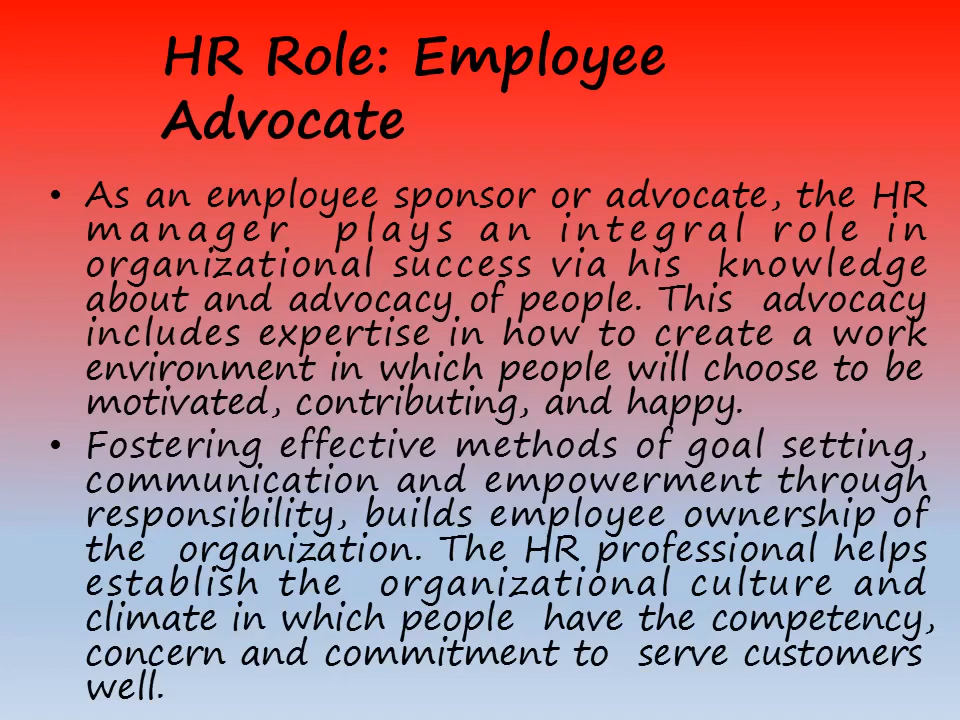 HR Role: Employee
Advocate
• As an employee sponsor or advocate, the HR
manager plays an integral role in
organizational success via his knowledge
about and advocacy of people. This advocacy
includes expertise in how to create a work
environment in which people will choose to be
motivated, contributing, and happy.
• Fostering effective methods of goal setting,
communication and empowerment through
responsibility, builds employee ownership of
the organization. The HR professional helps
establish the organizational culture and
climate in which people have the competency,
concern and commitment to serve customers
well.